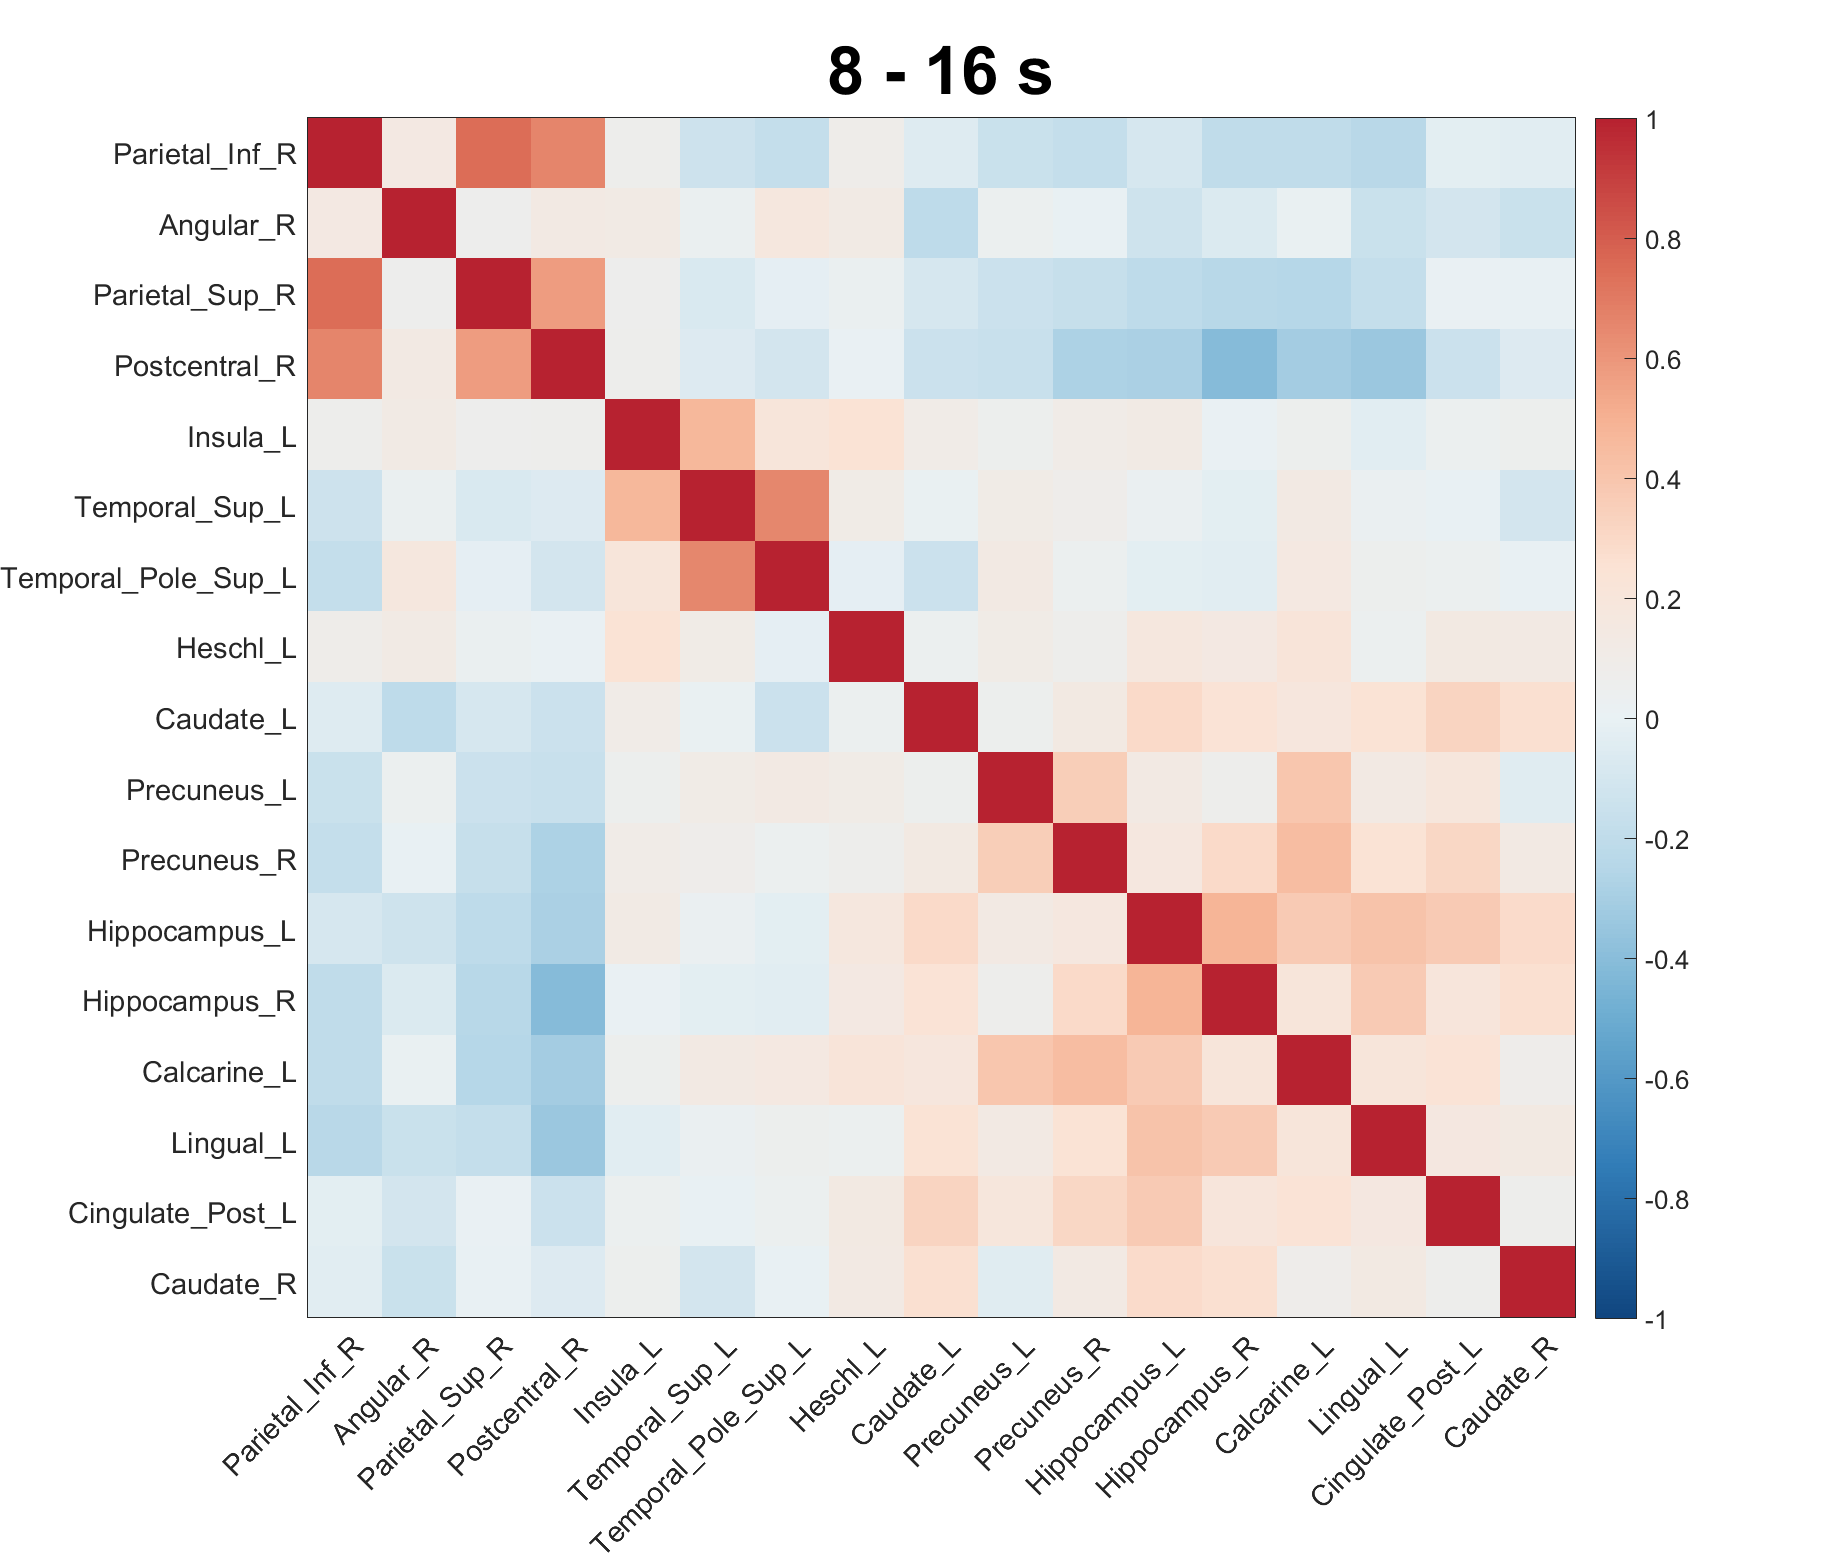 8 - 16 s
Parietal_Inf_R
Angular_R
Parietal_Sup_R
Postcentral_R
Insula_L
Temporal_Sup_L
Temporal_Pole_Sup_L
Heschl_L
Caudate_L
Precuneus_L
Precuneus_R
Hippocampus_L
Hippocampus_R
Calcarine_L
Lingual_L
Cingulate_Post_L
Caudate_R
Parietal_Inf_R
Angular_R
Parietal_Sup_R
Postcentral_R
Insula_L
Temporal_Sup_L
Temporal_Pole_Sup_L
Heschl_L
Caudate_L
Precuneus_L
Precuneus_R
Hippocampus_L
Hippocampus_R
Calcarine_L
Lingual_L
Cingulate_Post_L
Caudate_R
1
0.8
0.6
0.4
0.2
0
-0.2
-0.4
-0.6
-0.8
-1